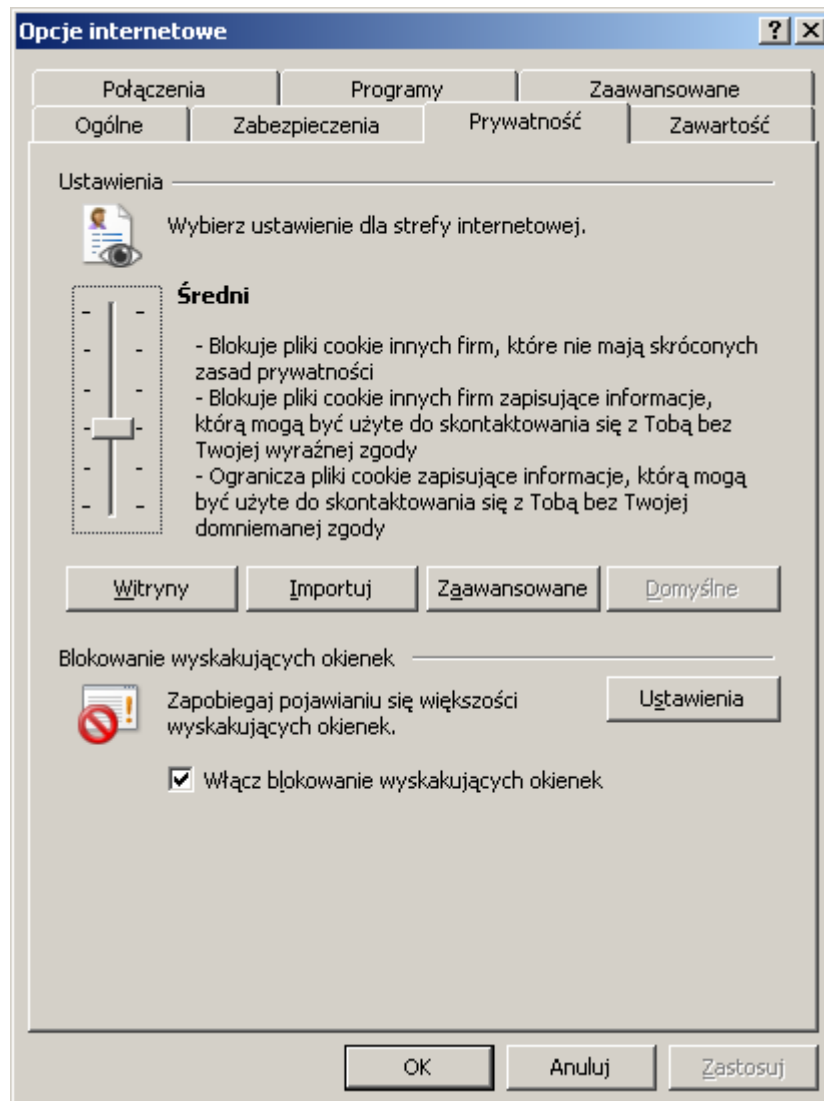 Opcje internetowe
Połączenia Programy Zaawansowane
Ogólne Zabezpieczenia Prywatność Zawartość
Ustawienia
Wybierz ustawienie dla strefy internetowej.
Średni
- Blokuje pliki cookie innych firm, które nie mają skróconych
zasad prywatności
- Blokuje pliki cookie innych firm zapisujące informacje,
którą mogą być użyte do skontaktowania się z Tobą bez
Twojej wyraźnej zgody
- Ogranicza pliki cookie zapisujące informacje, którą mogą
być użyte do skontaktowania się z Tobą bez Twojej
domniemanej zgody
Witryny Importuj Zaawansowane Domyślne
Blokowanie wyskakujących okienek
Zapobiegaj pojawianiu się większości
wyskakujących okienek.
Ustawienia
Włącz blokowanie wyskakujących okienek
OK Anuluj Zastosuj